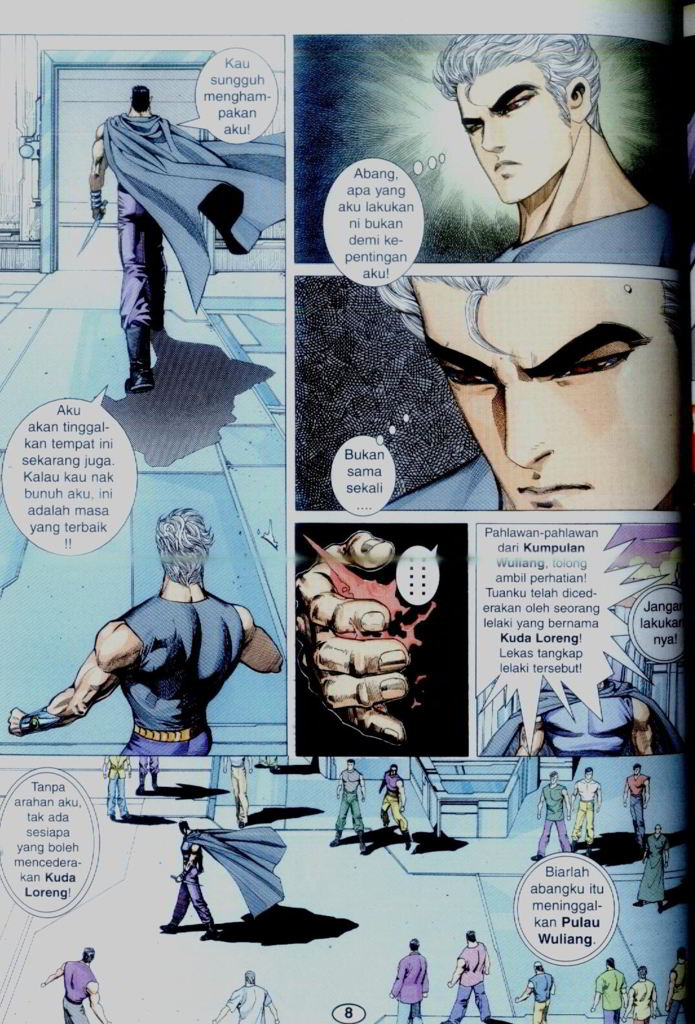 Kau
sungguh
mengham-
pakan
aku!
Aku
akan tinggal-
kan tempat ini
sekarang juga.
Kalau kau nak
bunuh aku, ini
adalah masa
yang terbaik
!!
Abang,
apa yang
aku lakukan
ni bukan
demi ke-
pentingan
aku!
Bukan
sama
sekali
....
Pahlawan-pahlawan
dari Kumpulan
Wuliang, tolong
ambil perhatian!
Tuanku telah diced-
erakan oleh seorang
lelaki yang bernama
Kuda Loreng!
Lekas tangkap
lelaki tersebut!
Jangan
lakukan-
nya!
Tanpa
arahan aku,
tak ada
sesiapa
yang boleh
mencedera-
kan Kuda
Loreng!
Biarlah
abangku itu
meninggal-
kan Pulau
Wuliang.
8